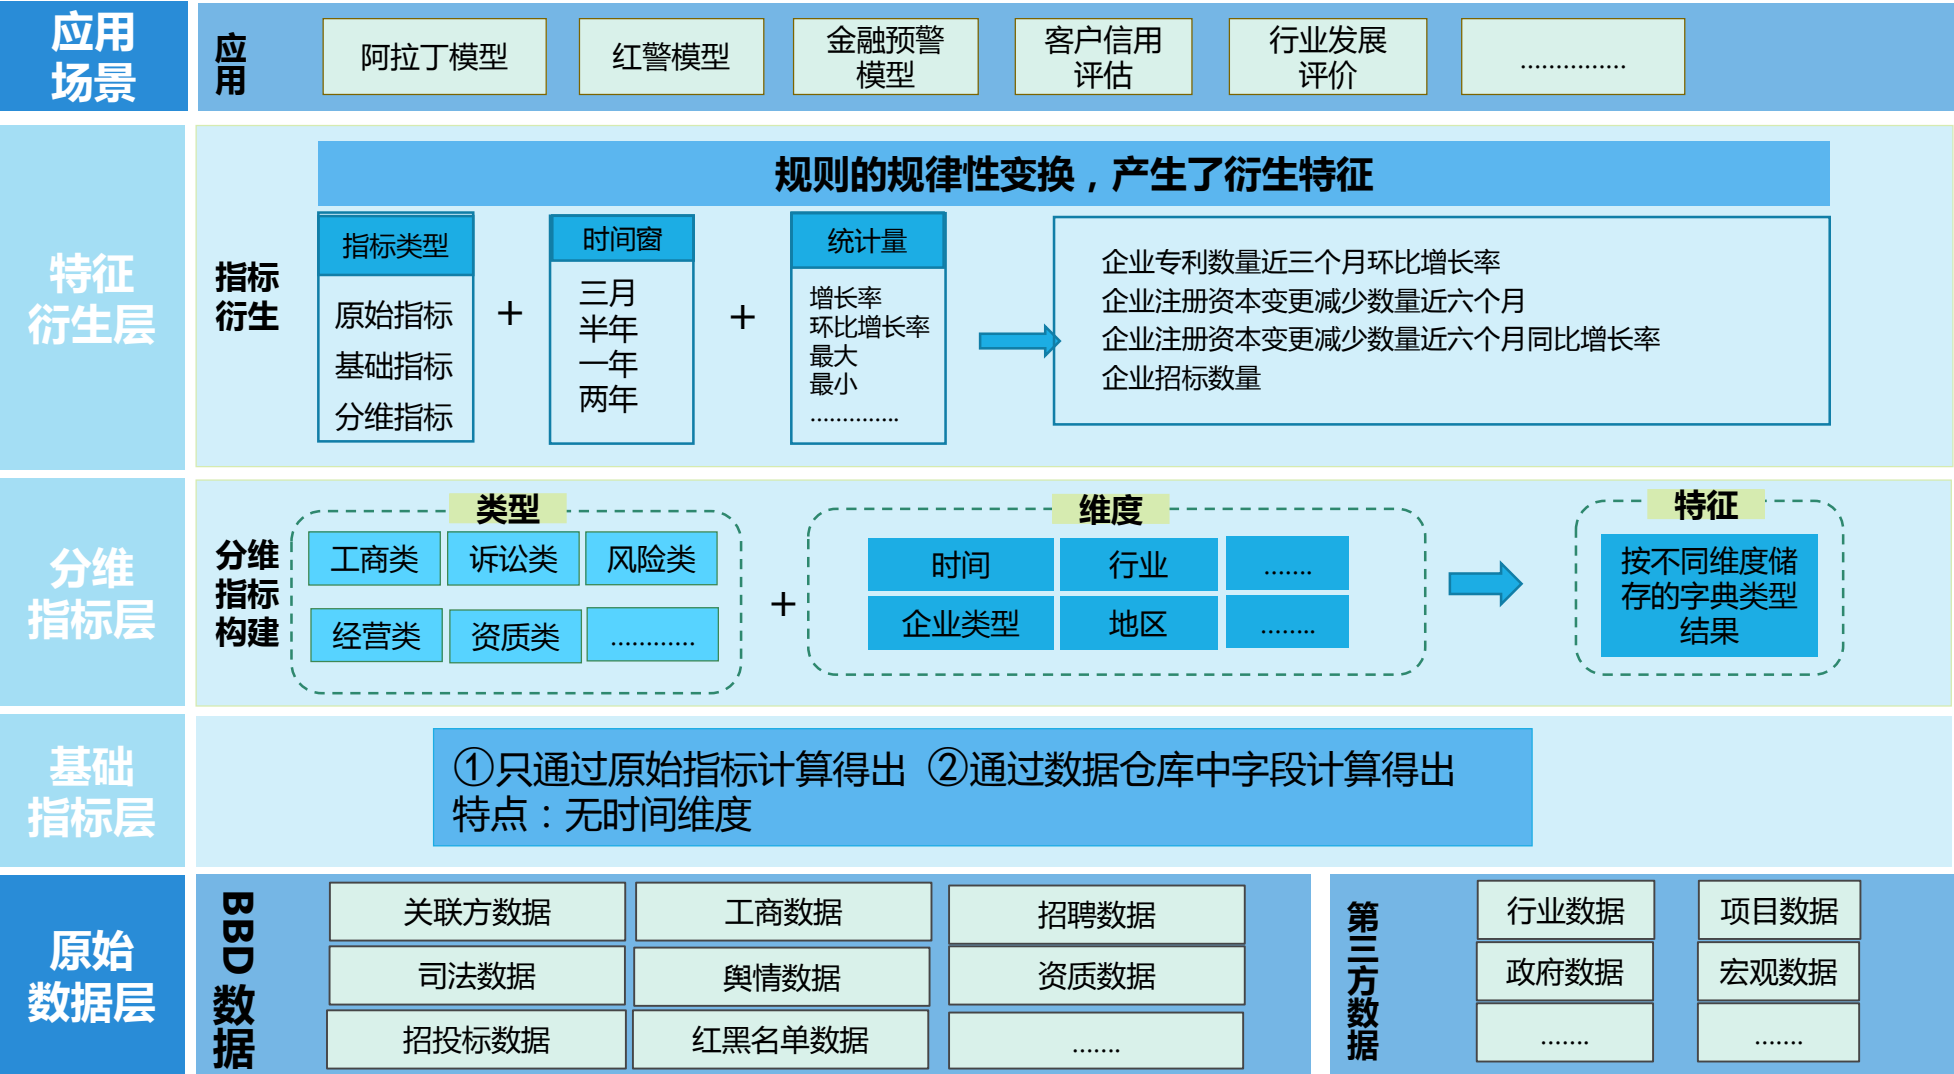 应用
场景
应
用
阿拉丁模型
红警模型
金融预警
模型
客户信用
评估
行业发展
评价
...............
特征
衍生层
规则的规律性变换，产生了衍生特征
指标
衍生
指标类型
原始指标
基础指标
分维指标
+
时间窗
三月
半年
一年
两年
+
统计量
增长率
环比增长率
最大
最小
..............
企业专利数量近三个月环比增长率
企业注册资本变更减少数量近六个月
企业注册资本变更减少数量近六个月同比增长率
企业招标数量
分维
指标层
分维
指标
构建
类型
工商类
诉讼类
风险类
经营类
资质类
............
+
维度
时间
行业
.......
企业类型
地区
........
特征
按不同维度储
存的字典类型
结果
基础
指标层
①只通过原始指标计算得出 ②通过数据仓库中字段计算得出
特点：无时间维度
原始
数据层
BBD数据
关联方数据
工商数据
招聘数据
司法数据
舆情数据
资质数据
招投标数据
红黑名单数据
.......
第三方数据
行业数据
项目数据
政府数据
宏观数据
.......
.......